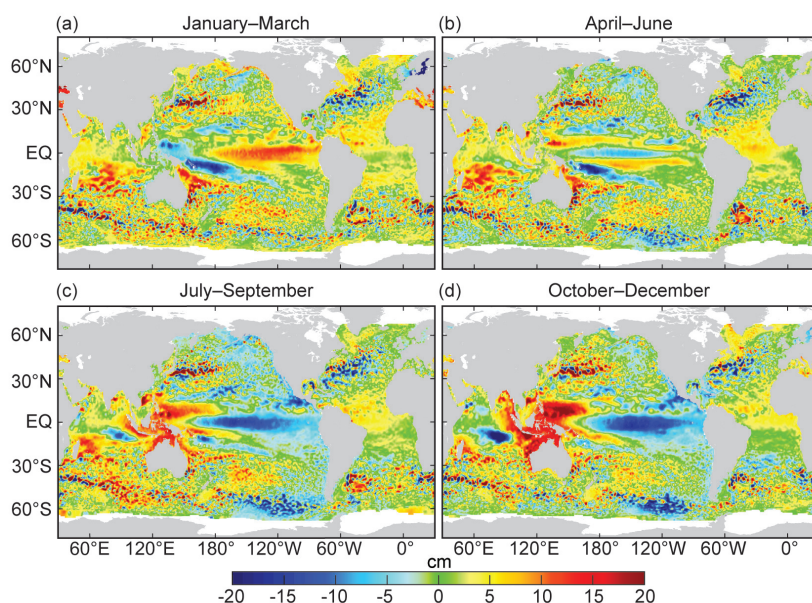 (a) January–March
(b) April–June
60°N
30°N
EQ
30°S
60°S
(c) July–September
(d) October–December
60°N
30°N
EQ
30°S
60°S
60°E 120°E 180° 120°W 60°W 0°
60°E 120°E 180° 120°W 60°W 0°
cm
-20 -15 -10 -5 0 5 10 15 20